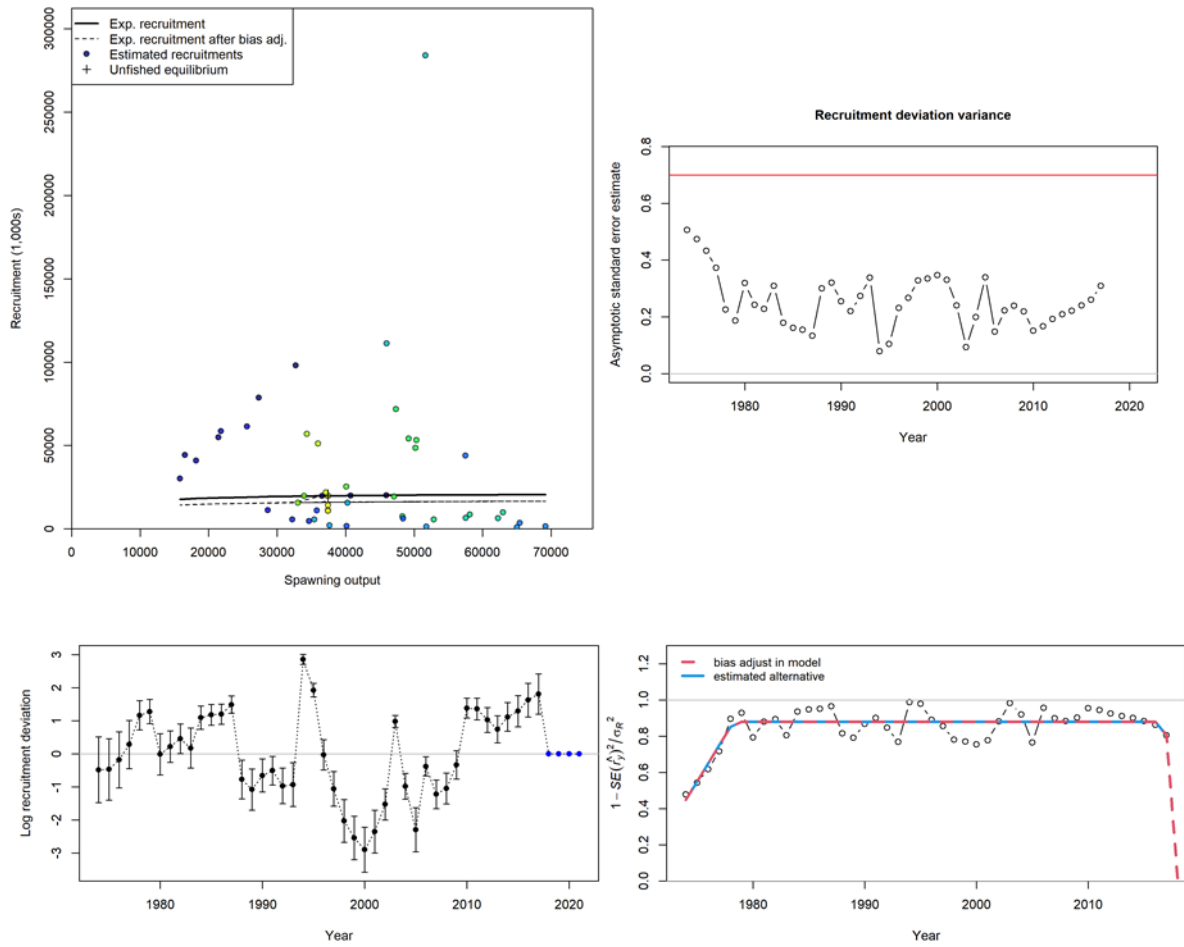 Exp. recruitment
Exp. recruitment after bias adj.
Estimated recruitments
Unfished equilibrium
Recruitment (1,000s)
300000
250000
200000
150000
100000
50000
0
0 10000 20000 30000 40000 50000 60000 70000
Spawning output
Recruitment deviation variance
Asymptotic standard error estimate
0.8
0.6
0.4
0.2
0.0
1980 1990 2000 2010 2020
Year
Log recruitment deviation
3
2
1
0
-1
-2
-3
1980 1990 2000 2010 2020
Year
bias adjust in model
estimated alternative
1 − SE(r̂y)² / σR²
1.2
1.0
0.8
0.6
0.4
0.2
0.0
1980 1990 2000 2010
Year